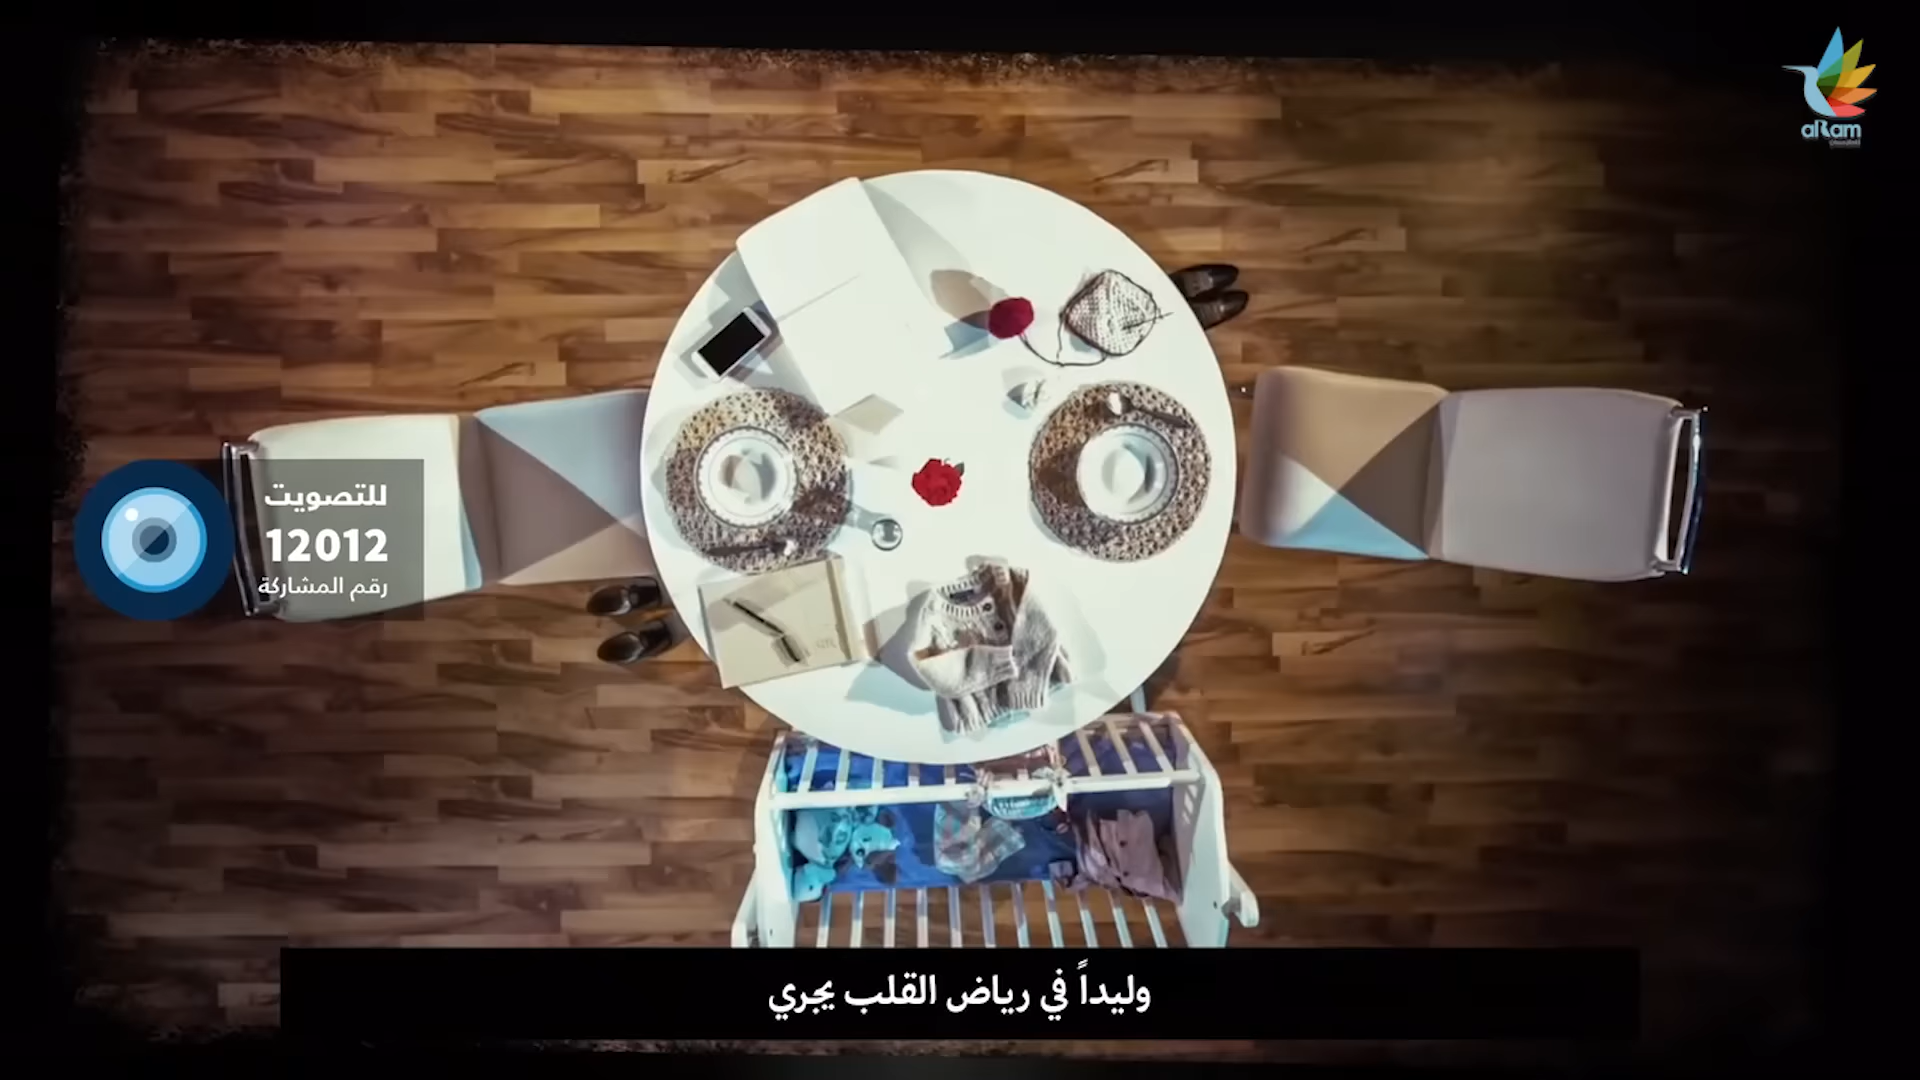 aRam
للتصويت
12012
رقم المشاركة
وليداً في رياض القلب يجري